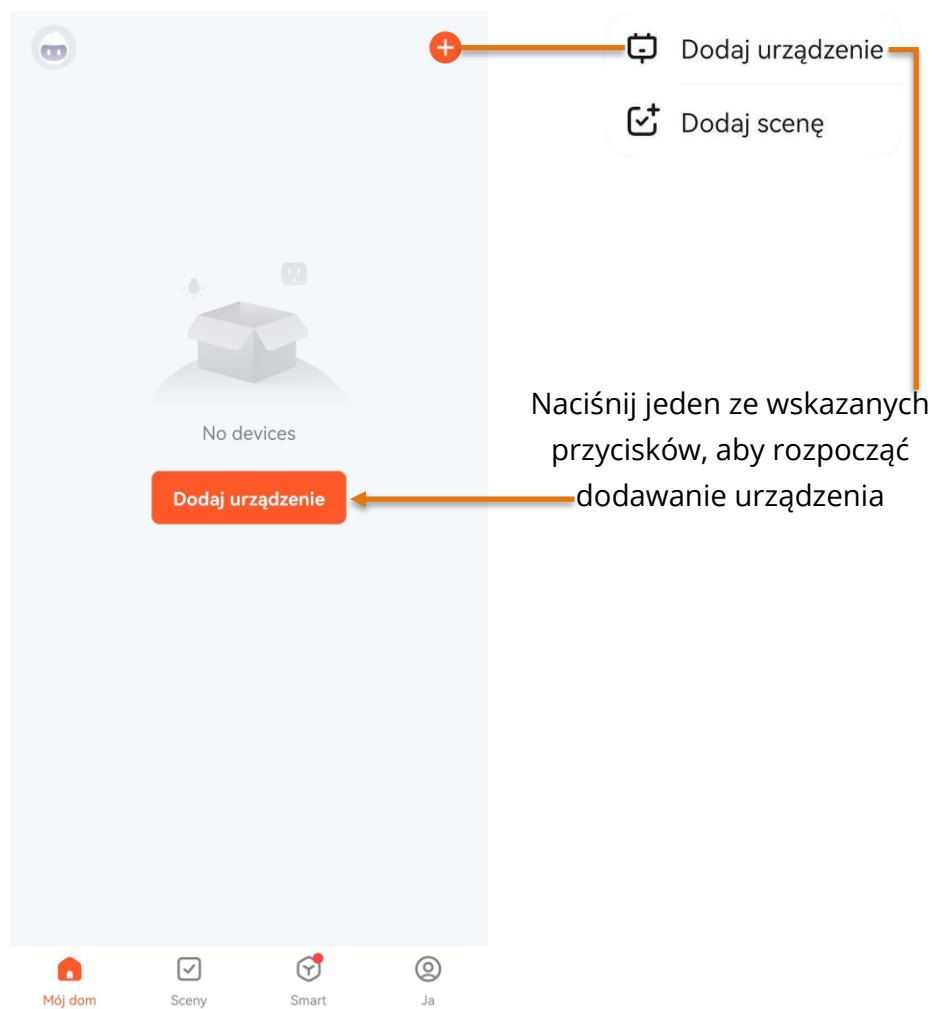 Dodaj urządzenie
Dodaj scenę
Naciśnij jeden ze wskazanych
przycisków, aby rozpocząć
dodawanie urządzenia
No devices
Dodaj urządzenie
Mój dom
Sceny
Smart
Ja